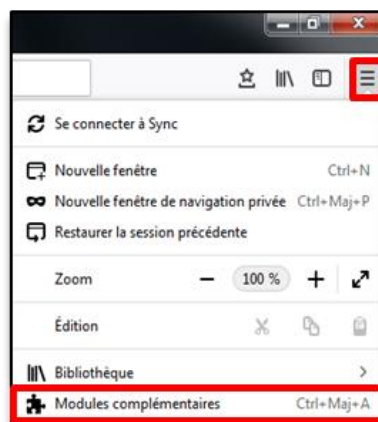 Se connecter à Sync
Nouvelle fenêtre Ctrl+N
Nouvelle fenêtre de navigation privée Ctrl+Maj+P
Restaurer la session précédente
Zoom − 100 % +
Édition
Bibliothèque >
Modules complémentaires Ctrl+Maj+A